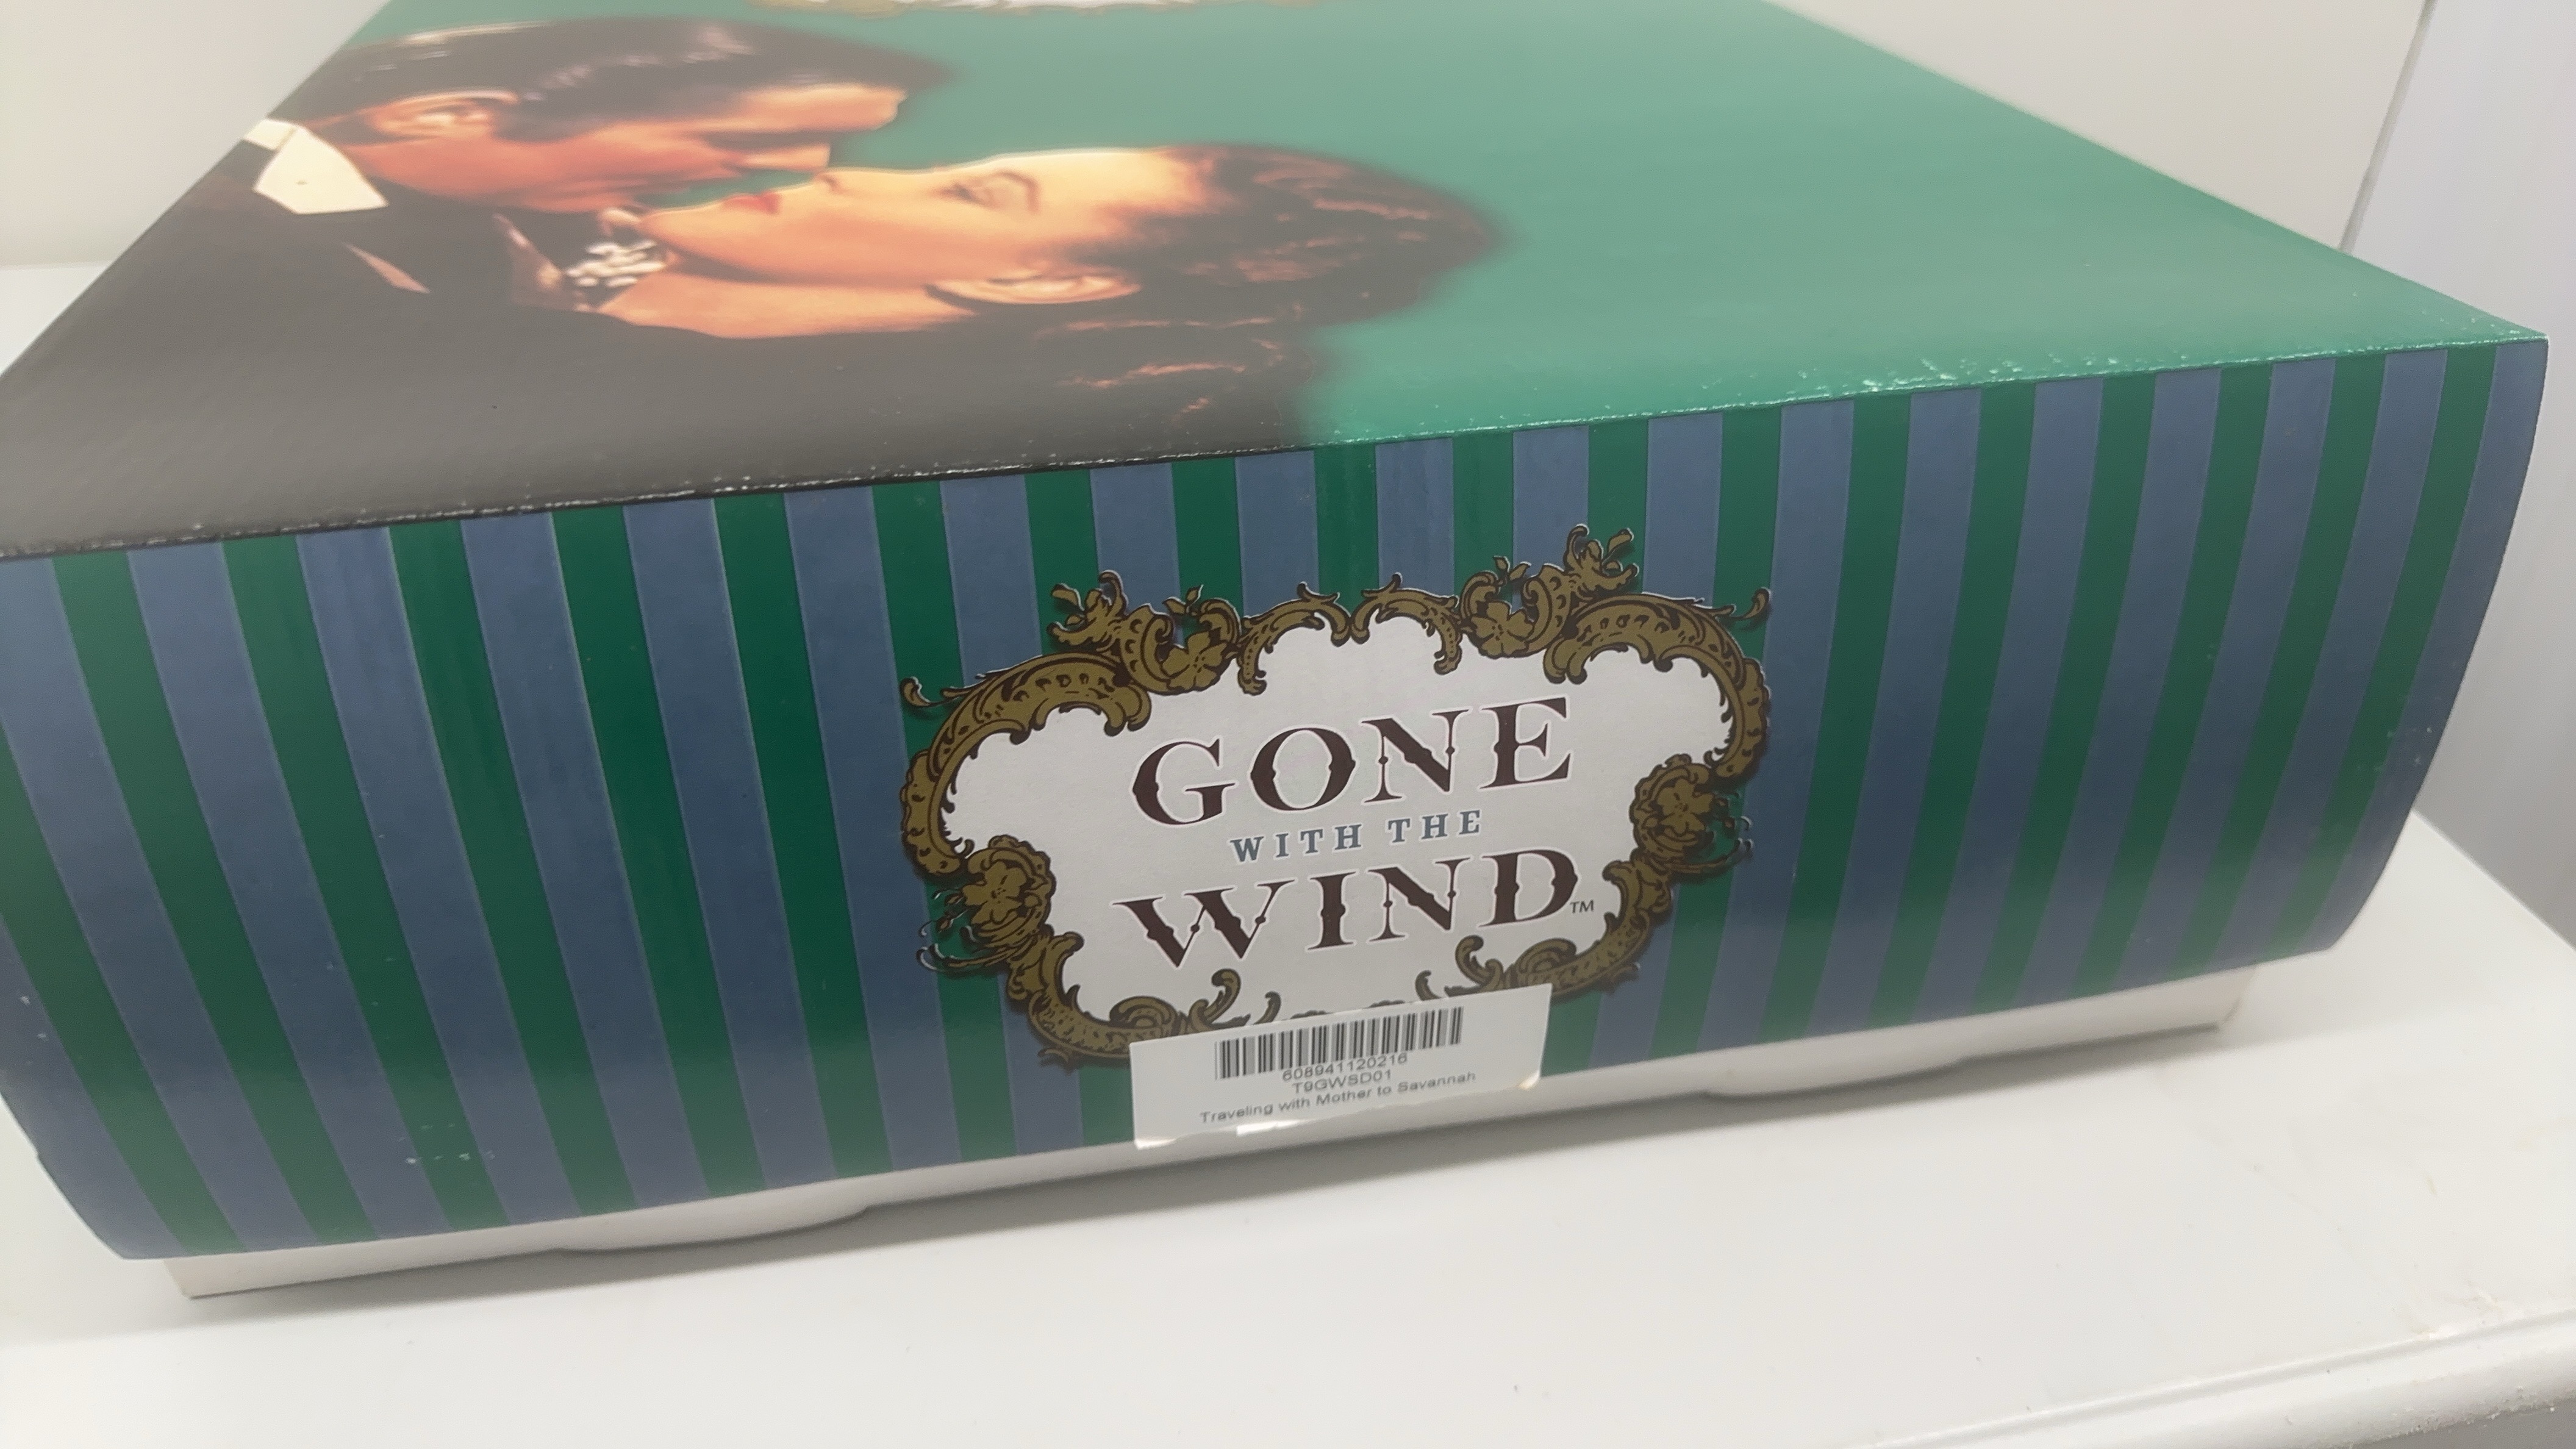 GONE
WITH THE
WIND™
608941120216
T9GWSD01
Traveling with Mother to Savannah